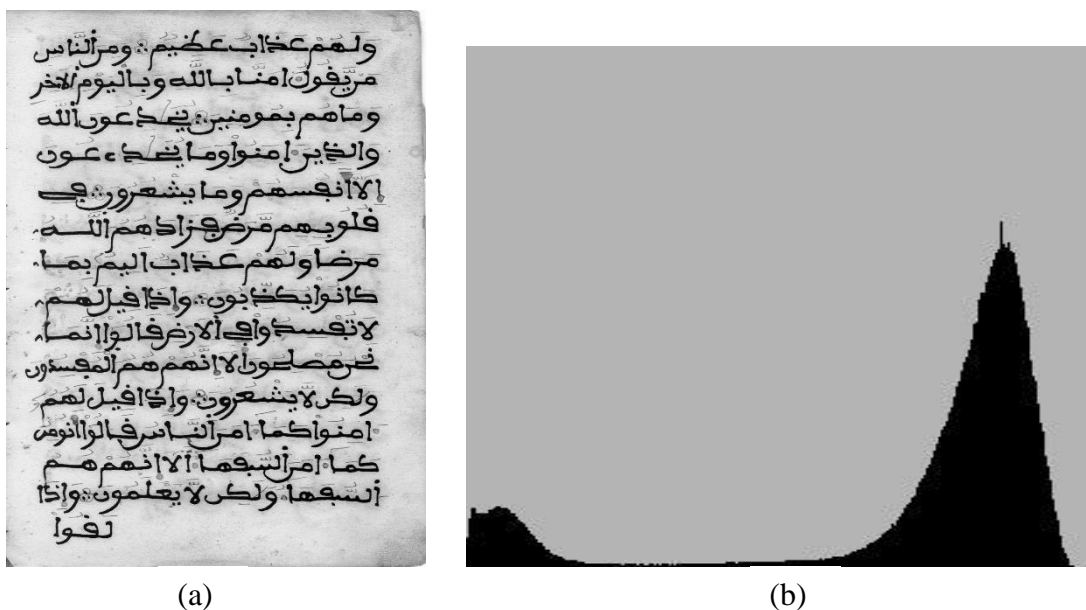 ولهم عذاب عظيم ومن الناس
من يقول امنا بالله وباليوم الاخر
وما هم بمومنين يخدعون الله
والذين امنوا وما يخدعون
الا انفسهم وما يشعرون في
قلوبهم مرض فزادهم الله
مرضا ولهم عذاب اليم بما
كانوا يكذبون واذا قيل لهم
لا تفسدوا في الارض قالوا انما
نحن مصلحون الا انهم هم المفسدون
ولكن لا يشعرون واذا قيل لهم
امنوا كما امن الناس قالوا انومن
كما امن السفها الا انهم هم
السفها ولكن لا يعلمون واذا
لقوا
(a)
(b)